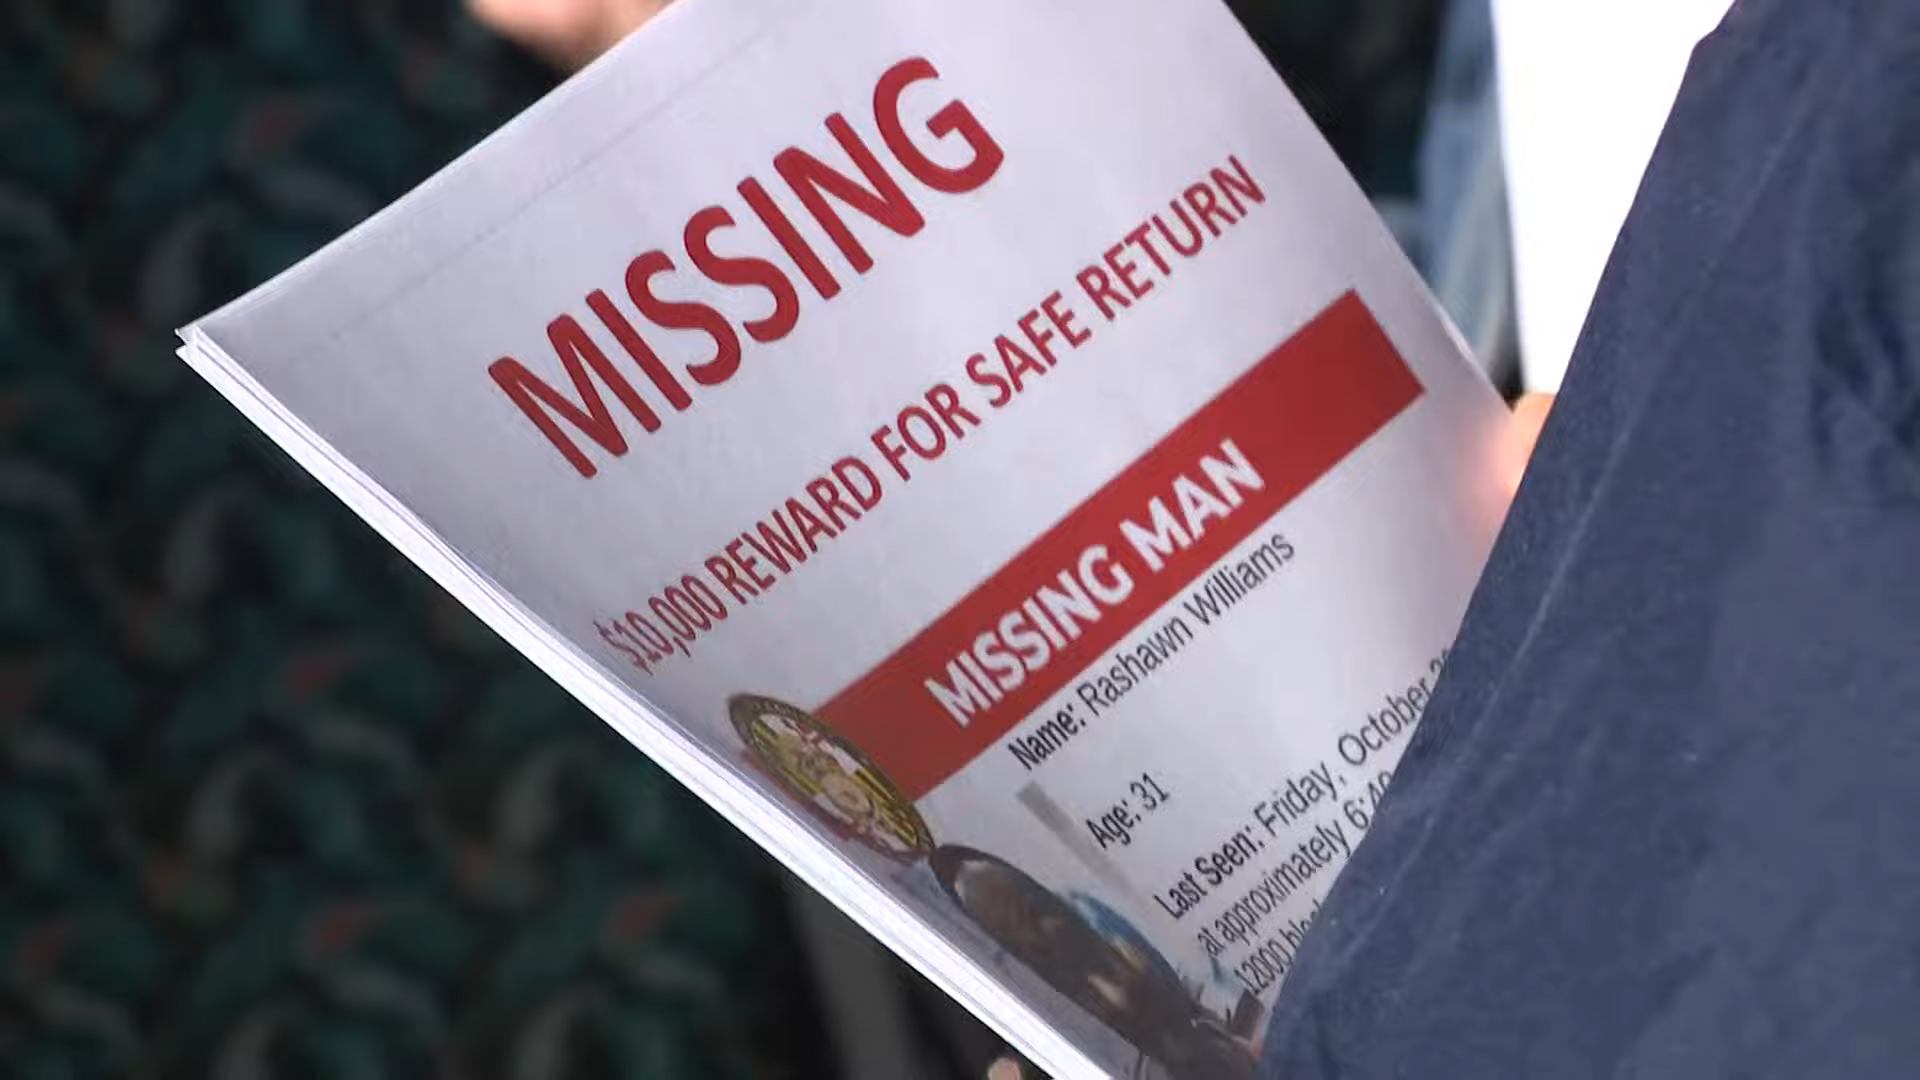 MISSING
$10,000 REWARD FOR SAFE RETURN
MISSING MAN
Name: Rashawn Williams
Age: 31
Last Seen: Friday, October
at approximately
12000